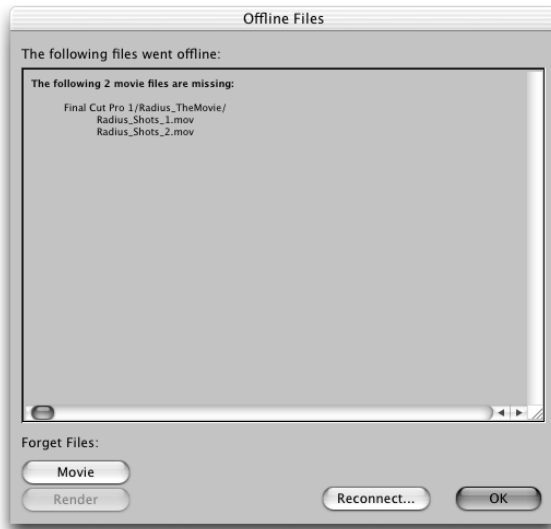 Offline Files
The following files went offline:
The following 2 movie files are missing:
Final Cut Pro 1/Radius_TheMovie/
Radius_Shots_1.mov
Radius_Shots_2.mov
Forget Files:
Movie
Render
Reconnect...
OK